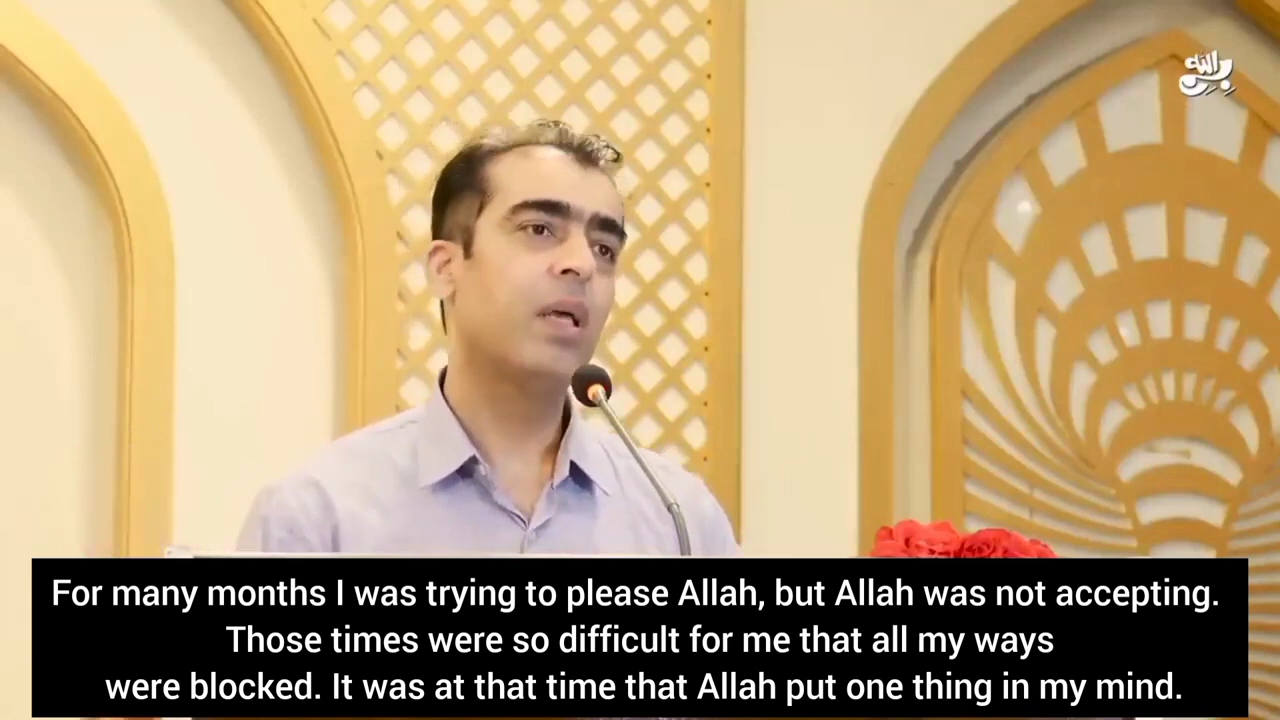 بسم الله
For many months I was trying to please Allah, but Allah was not accepting.
Those times were so difficult for me that all my ways
were blocked. It was at that time that Allah put one thing in my mind.